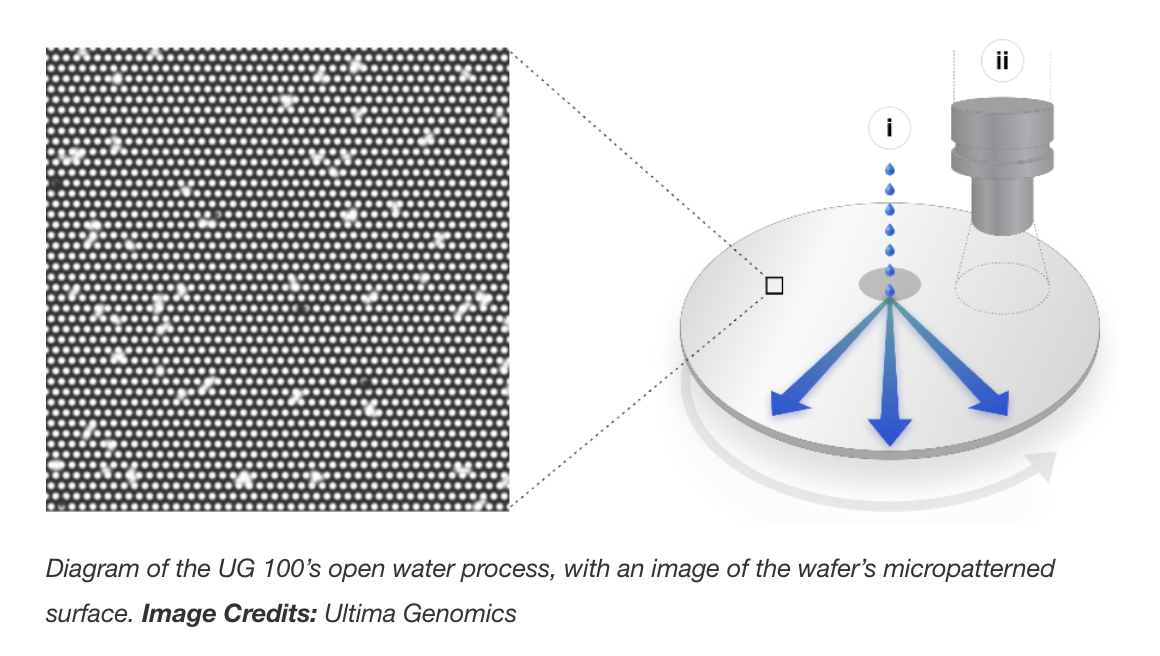 i
ii
Diagram of the UG 100’s open water process, with an image of the wafer’s micropatterned
surface. Image Credits: Ultima Genomics